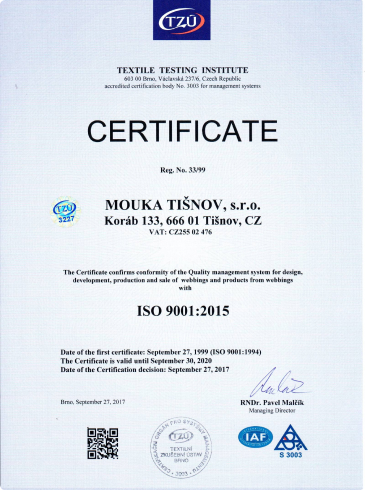 TZÚ
TEXTILE TESTING INSTITUTE
603 00 Brno, Václavská 237/6, Czech Republic
accredited certification body No. 3003 for management systems
CERTIFICATE
Reg. No. 33/99
TZÚ
3227
MOUKA TIŠNOV, s.r.o.
Koráb 133, 666 01 Tišnov, CZ
VAT: CZ255 02 476
The Certificate confirms conformity of the Quality management system for design,
development, production and sale of webbings and products from webbings
with
ISO 9001:2015
Date of the first certificate: September 27, 1999 (ISO 9001:1994)
The Certificate is valid until September 30, 2020
Date of the Certification decision: September 27, 2017
Brno, September 27, 2017
RNDr. Pavel Malčík
Managing Director
TZÚ
TEXTILNÍ
ZKUŠEBNÍ ÚSTAV
BRNO
3003
IAF
S 3003